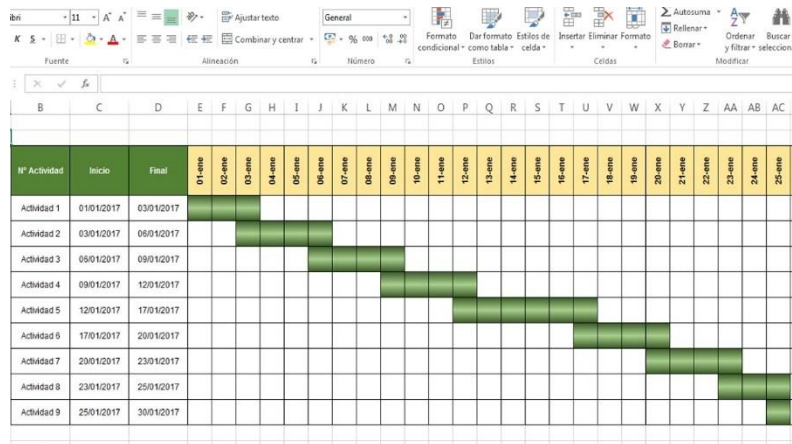 11 A A Ajustar texto General Autosuma
K S A Combinar y centrar % 000 Formato Dar formato Estilos de Insertar Eliminar Formato Rellenar Ordenar Buscar
condicional como tabla celda Borrar y filtrar seleccion
Fuente Alineación Número Estilos Celdas Modificar
fx
B C D E F G H I J K L M N O P Q R S T U V W X Y Z AA AB AC
Nº Actividad Inicio Final 01-ene 02-ene 03-ene 04-ene 05-ene 06-ene 07-ene 08-ene 09-ene 10-ene 11-ene 12-ene 13-ene 14-ene 15-ene 16-ene 17-ene 18-ene 19-ene 20-ene 21-ene 22-ene 23-ene 24-ene 25-ene
Actividad 1 01/01/2017 03/01/2017
Actividad 2 03/01/2017 06/01/2017
Actividad 3 06/01/2017 09/01/2017
Actividad 4 09/01/2017 12/01/2017
Actividad 5 12/01/2017 17/01/2017
Actividad 6 17/01/2017 20/01/2017
Actividad 7 20/01/2017 23/01/2017
Actividad 8 23/01/2017 25/01/2017
Actividad 9 25/01/2017 30/01/2017